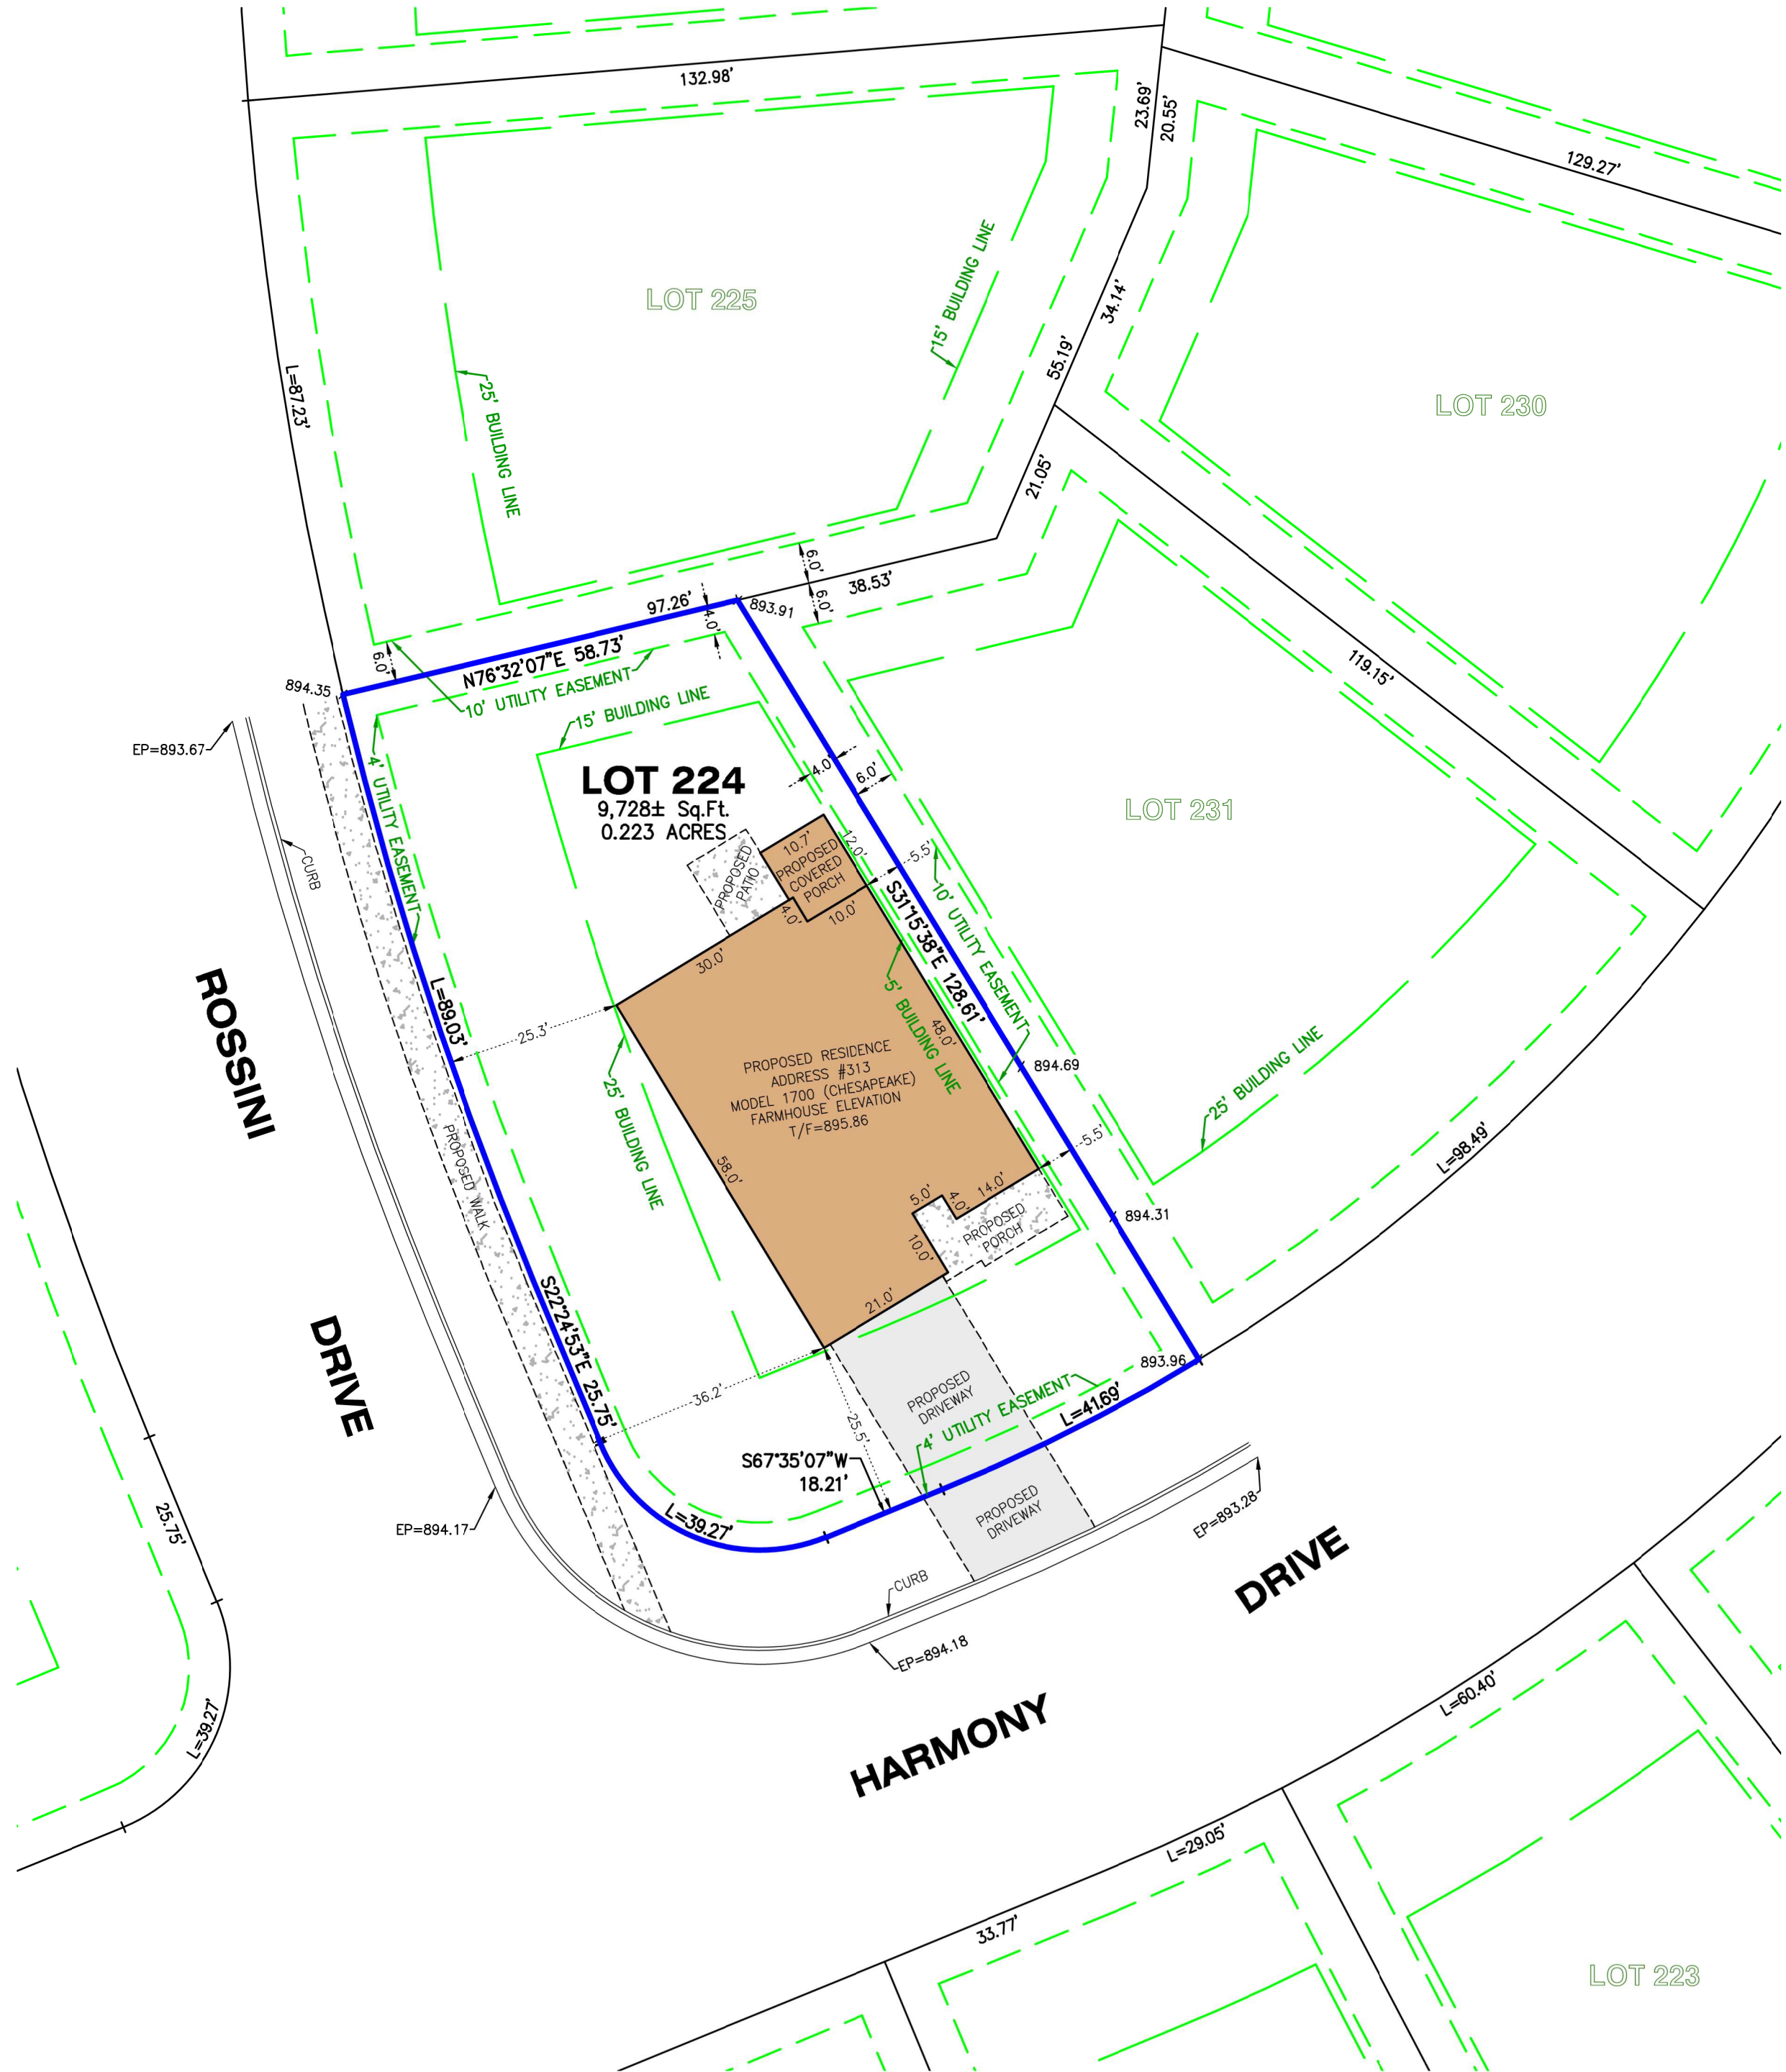 132.98'
23.69'
20.55'
129.27'
LOT 225
15' BUILDING LINE
34.14'
55.19'
L=87.23'
25' BUILDING LINE
LOT 230
21.05'
6.0'
38.53'
6.0'
97.26'
4.0'
893.91
6.0'
N76°32'07"E 58.73'
10' UTILITY EASEMENT
894.35
15' BUILDING LINE
119.15'
EP=893.67
4' UTILITY EASEMENT
LOT 224
9,728± Sq.Ft.
0.223 ACRES
4.0'
6.0'
LOT 231
CURB
PROPOSED
PATIO
10.7'
12.0'
PROPOSED
COVERED
PORCH
4.0'
10.0'
5.5'
S31°15'38"E 128.61'
10' UTILITY EASEMENT
30.0'
5' BUILDING LINE
48.0'
ROSSINI
L=89.03'
25.3'
PROPOSED RESIDENCE
ADDRESS #313
MODEL 1700 (CHESAPEAKE)
FARMHOUSE ELEVATION
T/F=895.86
894.69
25' BUILDING LINE
25' BUILDING LINE
58.0'
5.5'
L=98.49'
PROPOSED WALK
5.0'
4.0'
14.0'
10.0'
PROPOSED
PORCH
894.31
DRIVE
S22°24'53"E 25.75'
21.0'
893.96
36.2'
25.5'
PROPOSED
DRIVEWAY
4' UTILITY EASEMENT
L=41.69'
S67°35'07"W
18.21'
25.75'
EP=894.17
L=39.27'
PROPOSED
DRIVEWAY
EP=893.28
CURB
DRIVE
EP=894.18
L=39.27'
HARMONY
L=60.40'
L=29.05'
33.77'
LOT 223